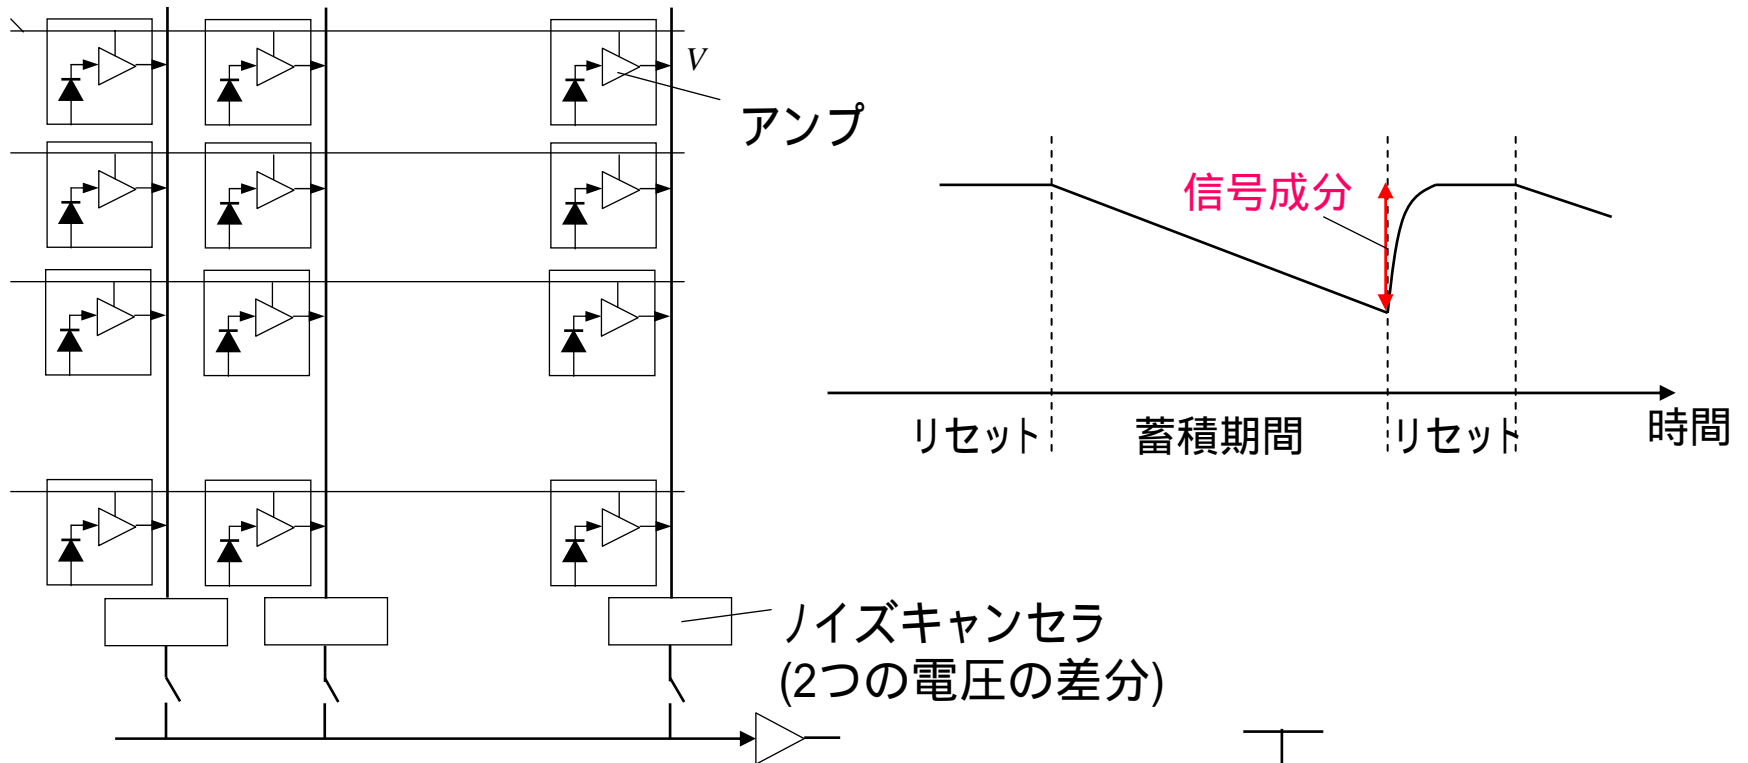 V
アンプ
信号成分
リセット
蓄積期間
リセット
時間
ノイズキャンセラ
(2つの電圧の差分)